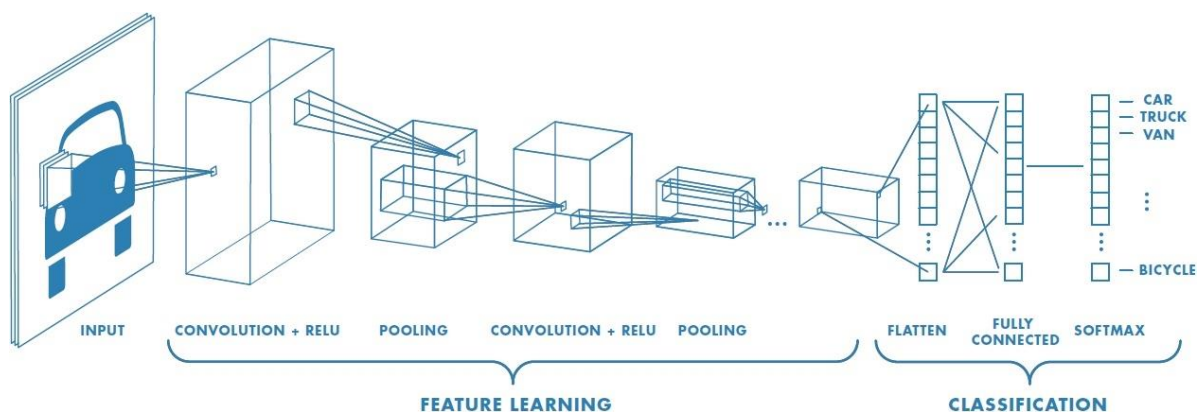 CAR
TRUCK
VAN
BICYCLE
INPUT
CONVOLUTION + RELU
POOLING
CONVOLUTION + RELU
POOLING
FLATTEN
FULLY
CONNECTED
SOFTMAX
FEATURE LEARNING
CLASSIFICATION